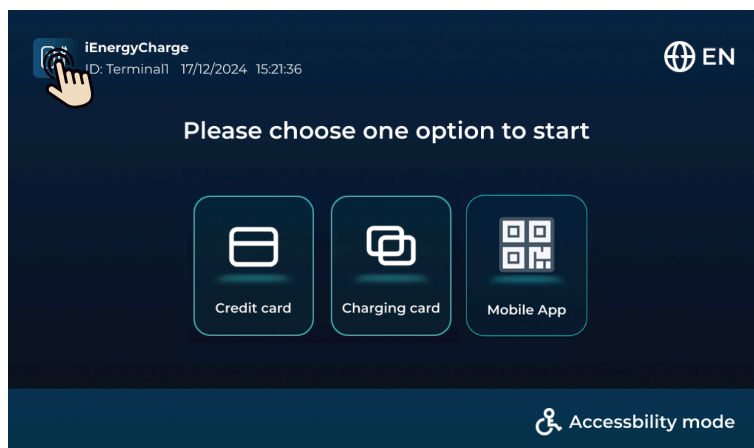 iEnergyCharge
ID: Terminal1 17/12/2024 15:21:36
EN
Please choose one option to start
Credit card
Charging card
Mobile App
Accessbility mode